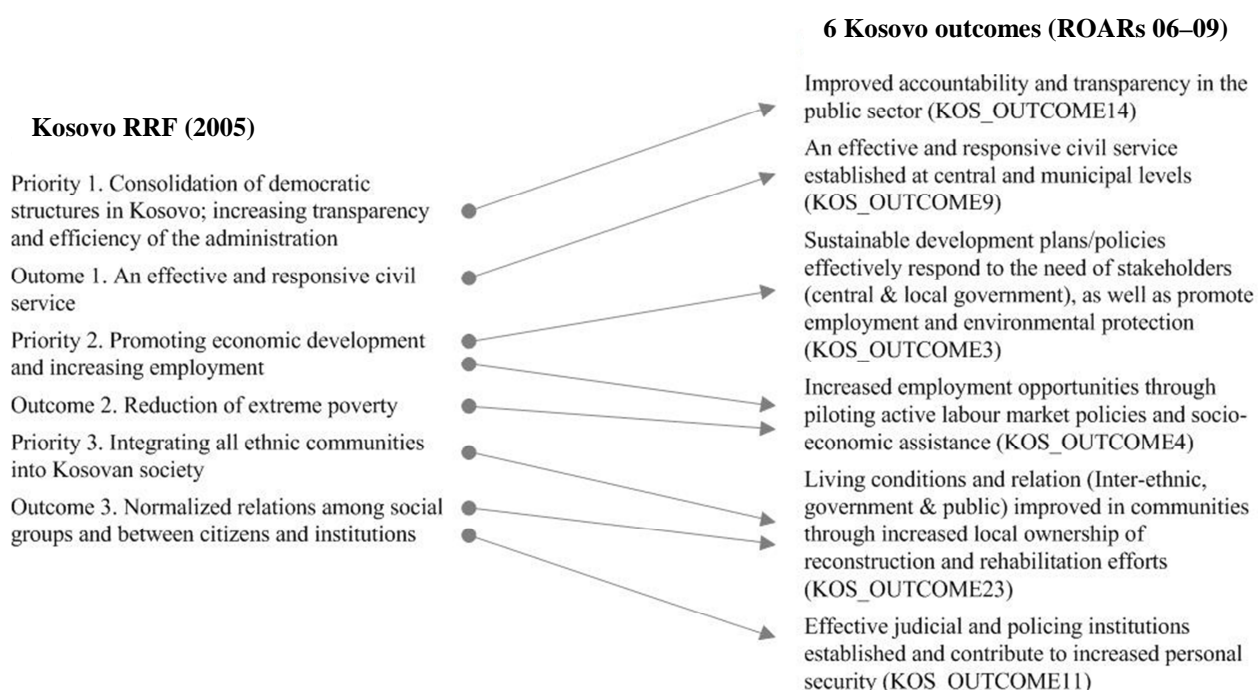 Kosovo RRF (2005)
Priority 1. Consolidation of democratic
structures in Kosovo; increasing transparency
and efficiency of the administration
Outome 1. An effective and responsive civil
service
Priority 2. Promoting economic development
and increasing employment
Outcome 2. Reduction of extreme poverty
Priority 3. Integrating all ethnic communities
into Kosovan society
Outcome 3. Normalized relations among social
groups and between citizens and institutions
6 Kosovo outcomes (ROARs 06–09)
Improved accountability and transparency in the
public sector (KOS_OUTCOME14)
An effective and responsive civil service
established at central and municipal levels
(KOS_OUTCOME9)
Sustainable development plans/policies
effectively respond to the need of stakeholders
(central & local government), as well as promote
employment and environmental protection
(KOS_OUTCOME3)
Increased employment opportunities through
piloting active labour market policies and socio-
economic assistance (KOS_OUTCOME4)
Living conditions and relation (Inter-ethnic,
government & public) improved in communities
through increased local ownership of
reconstruction and rehabilitation efforts
(KOS_OUTCOME23)
Effective judicial and policing institutions
established and contribute to increased personal
security (KOS_OUTCOME11)